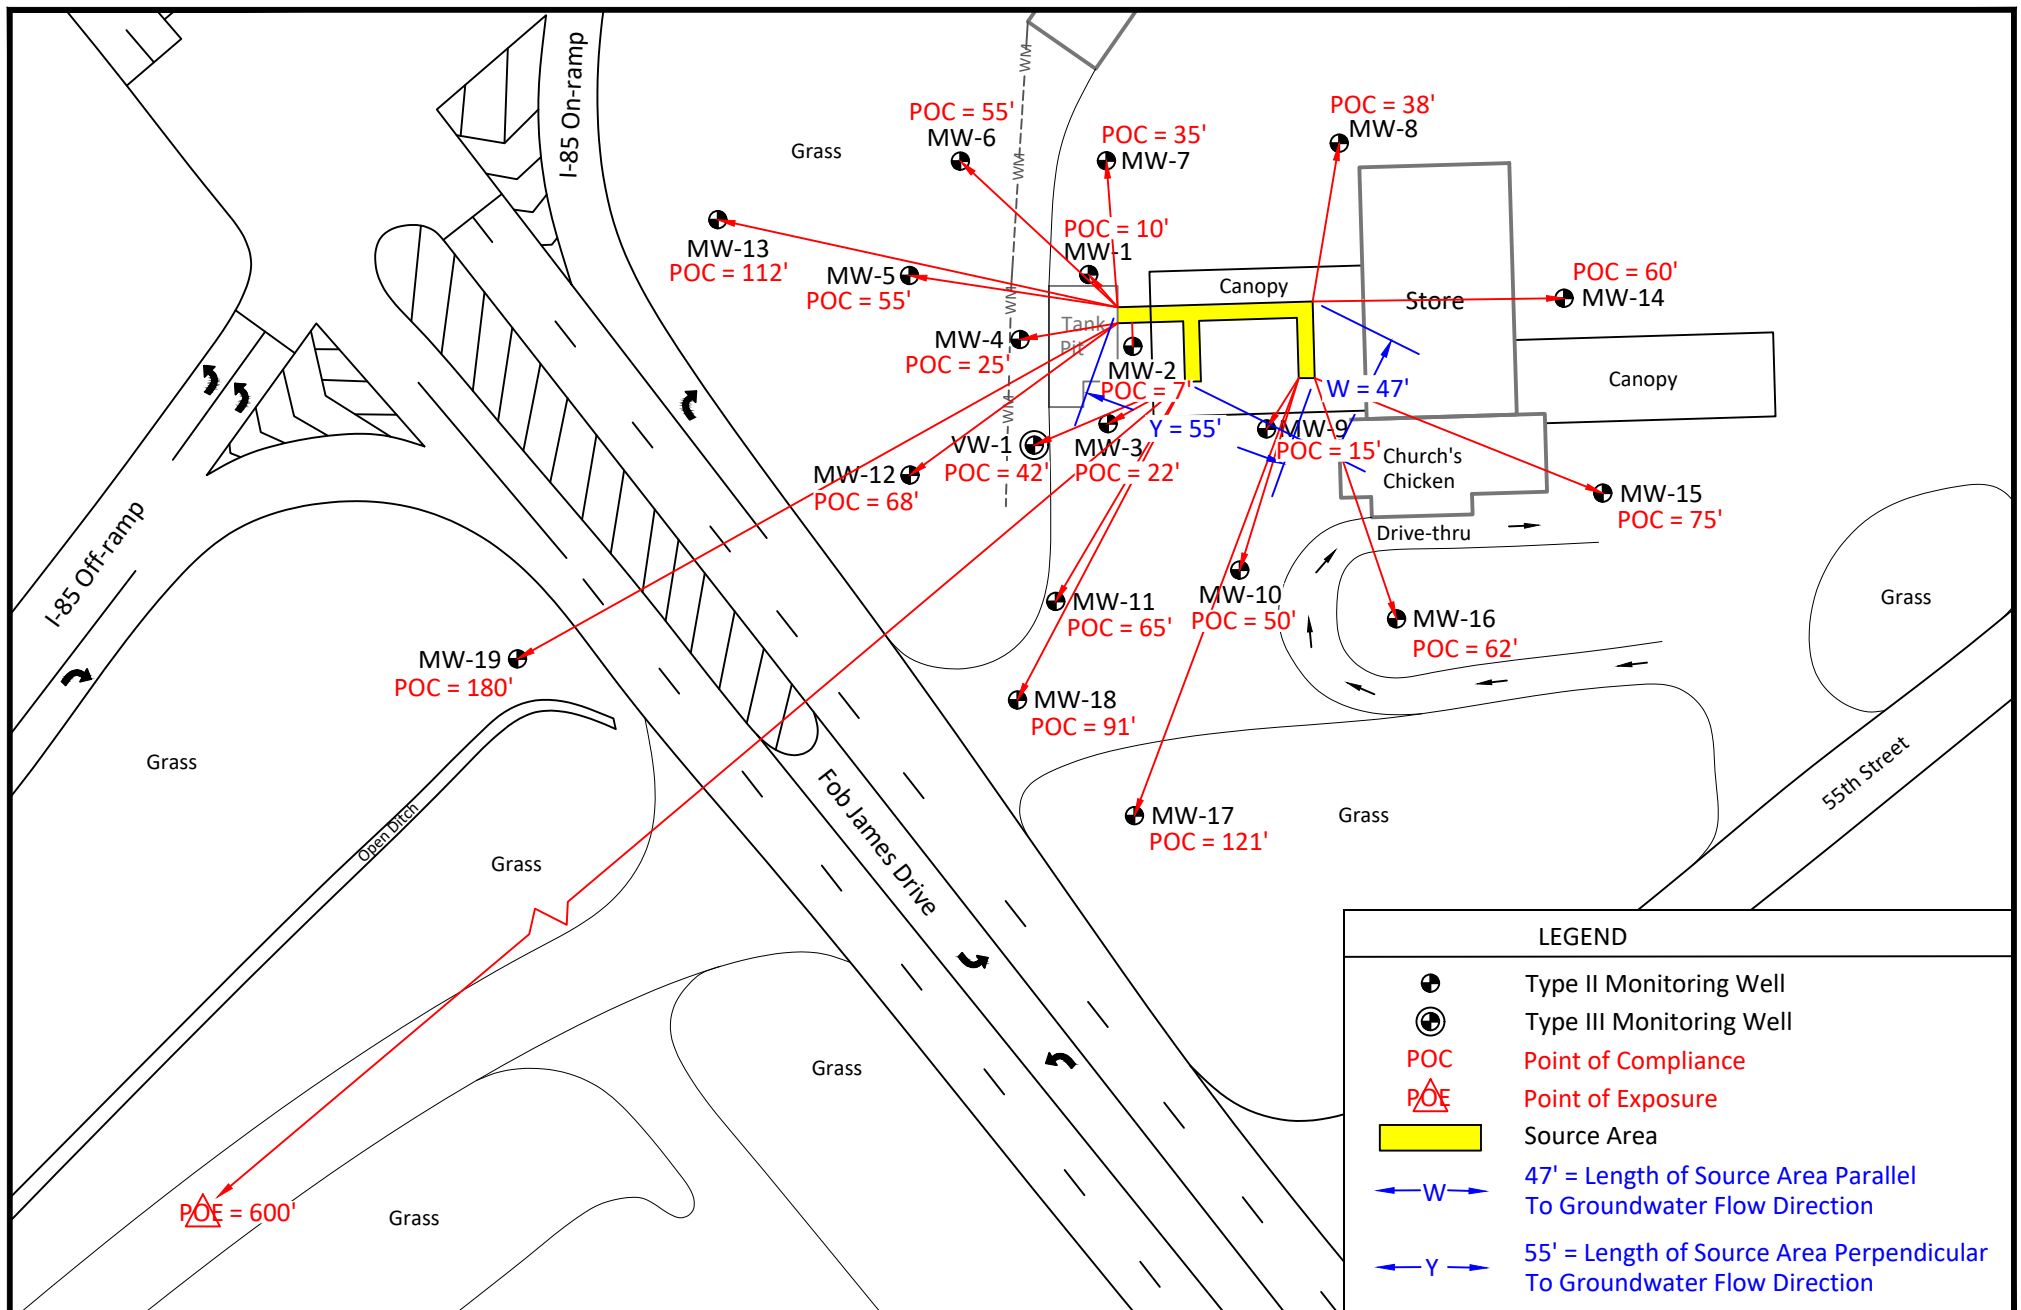 I-85 On-ramp
WM
POC = 55'
MW-6
POC = 35'
MW-7
POC = 38'
MW-8
Grass
WM
POC = 10'
MW-1
MW-13
POC = 112'
MW-5
POC = 55'
Canopy
Store
POC = 60'
MW-14
WM
Tank
Pit
MW-4
POC = 25'
MW-2
POC = 7'
W = 47'
Canopy
WM
Y = 55'
MW-9
POC = 15'
VW-1
POC = 42'
MW-3
POC = 22'
Church's
Chicken
MW-12
POC = 68'
MW-15
POC = 75'
Drive-thru
I-85 Off-ramp
MW-11
POC = 65'
MW-10
POC = 50'
MW-16
POC = 62'
Grass
MW-19
POC = 180'
MW-18
POC = 91'
Grass
MW-17
POC = 121'
Grass
55th Street
Open Ditch
Grass
Fob James Drive
Grass
POE = 600'
Grass
LEGEND
Type II Monitoring Well
Type III Monitoring Well
POC Point of Compliance
POE Point of Exposure
Source Area
W 47' = Length of Source Area Parallel
To Groundwater Flow Direction
Y 55' = Length of Source Area Perpendicular
To Groundwater Flow Direction